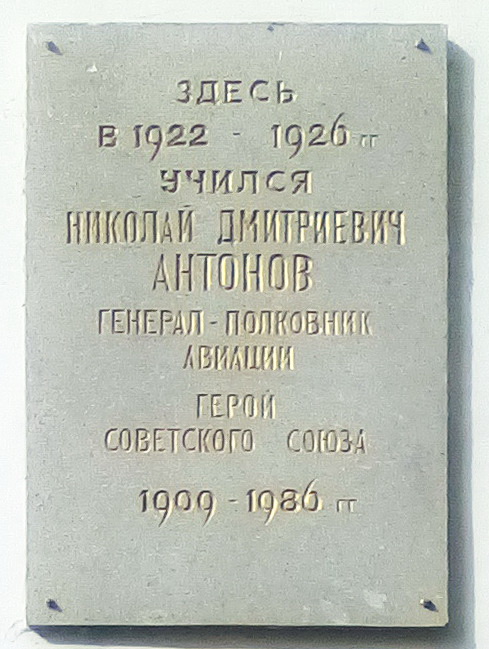 ЗДЕСЬ
В 1922 - 1926 гг
УЧИЛСЯ
НИКОЛАЙ ДМИТРИЕВИЧ
АНТОНОВ
ГЕНЕРАЛ-ПОЛКОВНИК
АВИАЦИИ
ГЕРОЙ
СОВЕТСКОГО СОЮЗА
1909 - 1986 гг